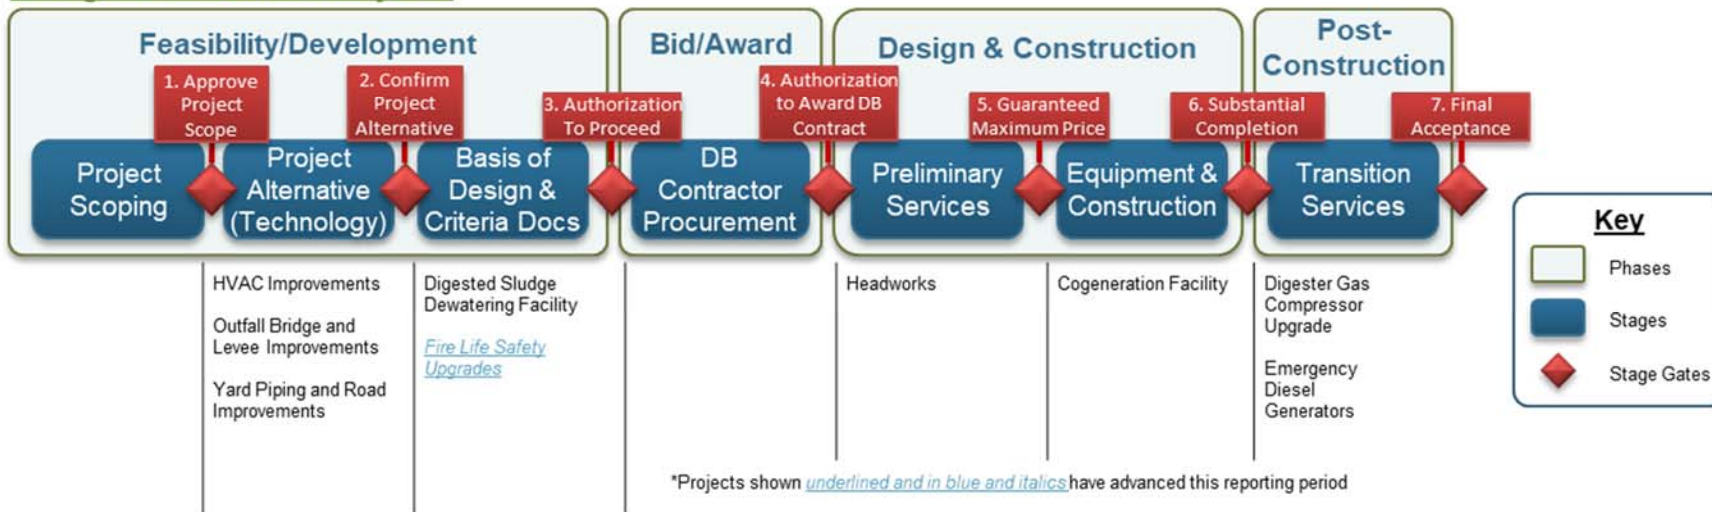 Feasibility/Development
Bid/Award
Design & Construction
Post-
Construction
1. Approve
Project
Scope
2. Confirm
Project
Alternative
3. Authorization
To Proceed
4. Authorization
to Award DB
Contract
5. Guaranteed
Maximum Price
6. Substantial
Completion
7. Final
Acceptance
Project
Scoping
Project
Alternative
(Technology)
Basis of
Design &
Criteria Docs
DB
Contractor
Procurement
Preliminary
Services
Equipment &
Construction
Transition
Services
HVAC Improvements
Outfall Bridge and
Levee Improvements
Yard Piping and Road
Improvements
Digested Sludge
Dewatering Facility
Fire Life Safety
Upgrades
Headworks
Cogeneration Facility
Digester Gas
Compressor
Upgrade
Emergency
Diesel
Generators
Key
Phases
Stages
Stage Gates
*Projects shown underlined and in blue and italics have advanced this reporting period